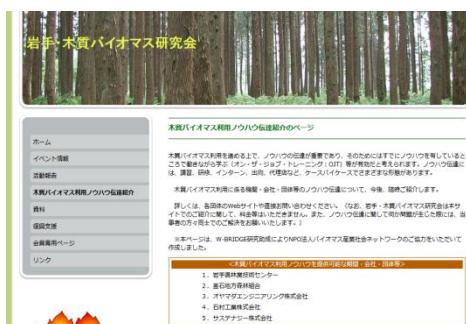 岩手・木質バイオマス研究会
ホーム
イベント情報
活動報告
木質バイオマス利用ノウハウ伝達紹介
資料
復興支援
会員専用ページ
リンク
木質バイオマス利用ノウハウ伝達紹介のページ
木質バイオマス利用を進める上で、ノウハウの伝達が重要であり、そのためにはすでにノウハウを有しているところで働きながら学ぶ（オン・ザ・ジョブ・トレーニング：OJT）等が有効だと考えられます。ノウハウ伝達に
は、講習、研修、インターン、出向、代理店など、ケースバイケースでさまざまな形態があります。
木質バイオマス利用に係る機関・会社・団体等のノウハウ伝達について、今後、随時ご紹介します。
詳しくは、各団体のWebサイトや直接お問い合わせください。（なお、岩手・木質バイオマス研究会は本サ
イトでのご紹介に関して、料金等はいただきません。また、ノウハウ伝達に関して何か問題が生じた際には、当
事者の方々同士でのご解決をお願いいたします。）
※本ページは、W-BRIDGE研究助成によりNPO法人バイオマス産業社会ネットワークのご協力をいただいて
作成しました。
＜木質バイオマス利用ノウハウを提供可能な機関・会社・団体等＞
1．岩手県林業技術センター
2．釜石地方森林組合
3．オヤマダエンジニアリング株式会社
4．石村工業株式会社
5．サステナジー株式会社